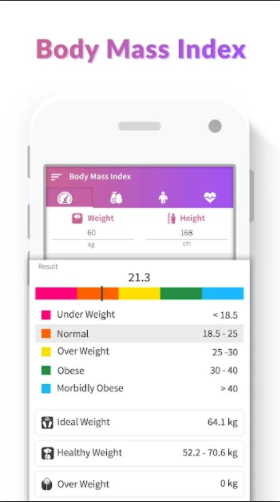 Body Mass Index
Body Mass Index
Weight Height
60 168
kg cm
Result
21.3
Under Weight < 18.5
Normal 18.5 - 25
Over Weight 25 -30
Obese 30 - 40
Morbidly Obese > 40
Ideal Weight 64.1 kg
Healthy Weight 52.2 - 70.6 kg
Over Weight 0 kg